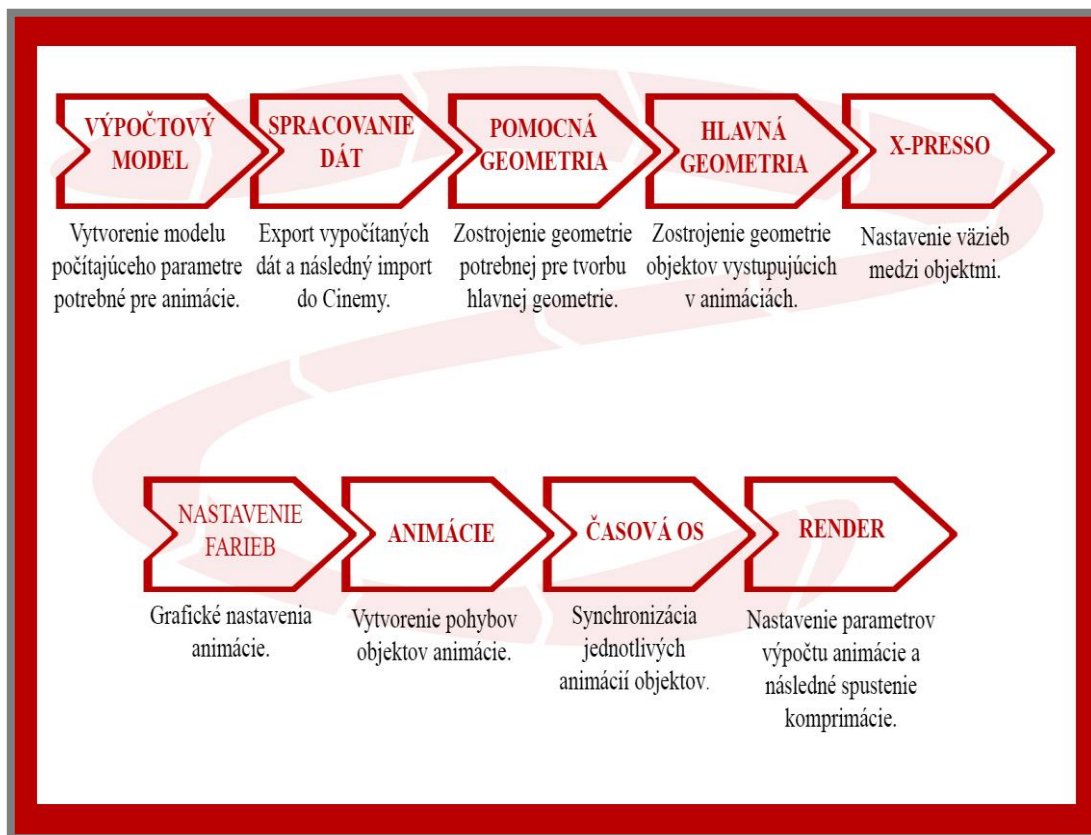 VÝPOČTOVÝ
MODEL
Vytvorenie modelu
počítajúceho parametre
potrebné pre animácie.
SPRACOVANIE
DÁT
Export vypočítaných
dát a následný import
do Cinemy.
POMOCNÁ
GEOMETRIA
Zostrojenie geometrie
potrebnej pre tvorbu
hlavnej geometrie.
HLAVNÁ
GEOMETRIA
Zostrojenie geometrie
objektov vystupujúcich
v animáciách.
X-PRESSO
Nastavenie väzieb
medzi objektmi.
NASTAVENIE
FARIEB
Grafické nastavenia
animácie.
ANIMÁCIE
Vytvorenie pohybov
objektov animácie.
ČASOVÁ OS
Synchronizácia
jednotlivých
animácií objektov.
RENDER
Nastavenie parametrov
výpočtu animácie a
následné spustenie
komprimácie.